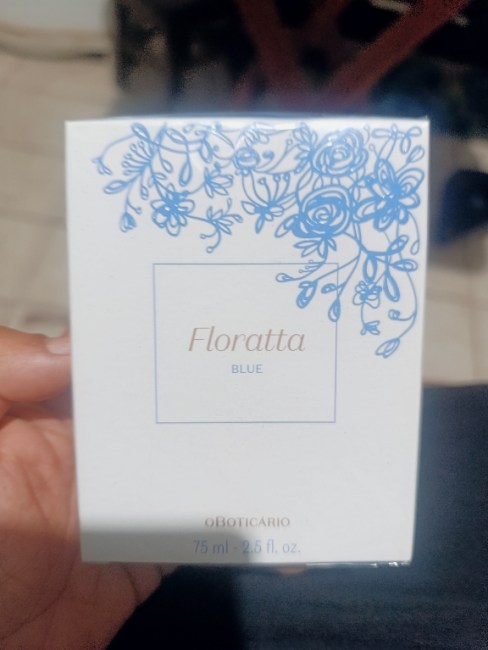 Floratta
BLUE
oBOTICARIO
75 ml - 2.5 fl. oz.